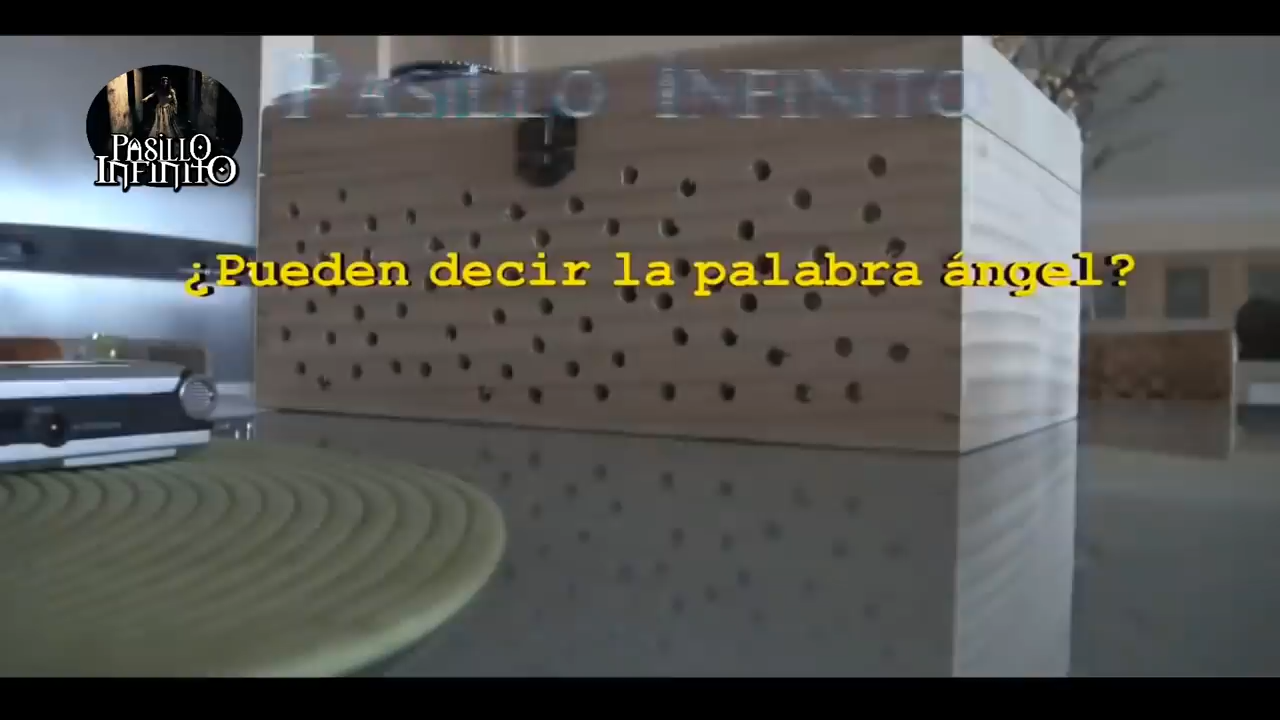 Pasillo Infinito
Pasillo
Infinito
¿Pueden decir la palabra ángel?